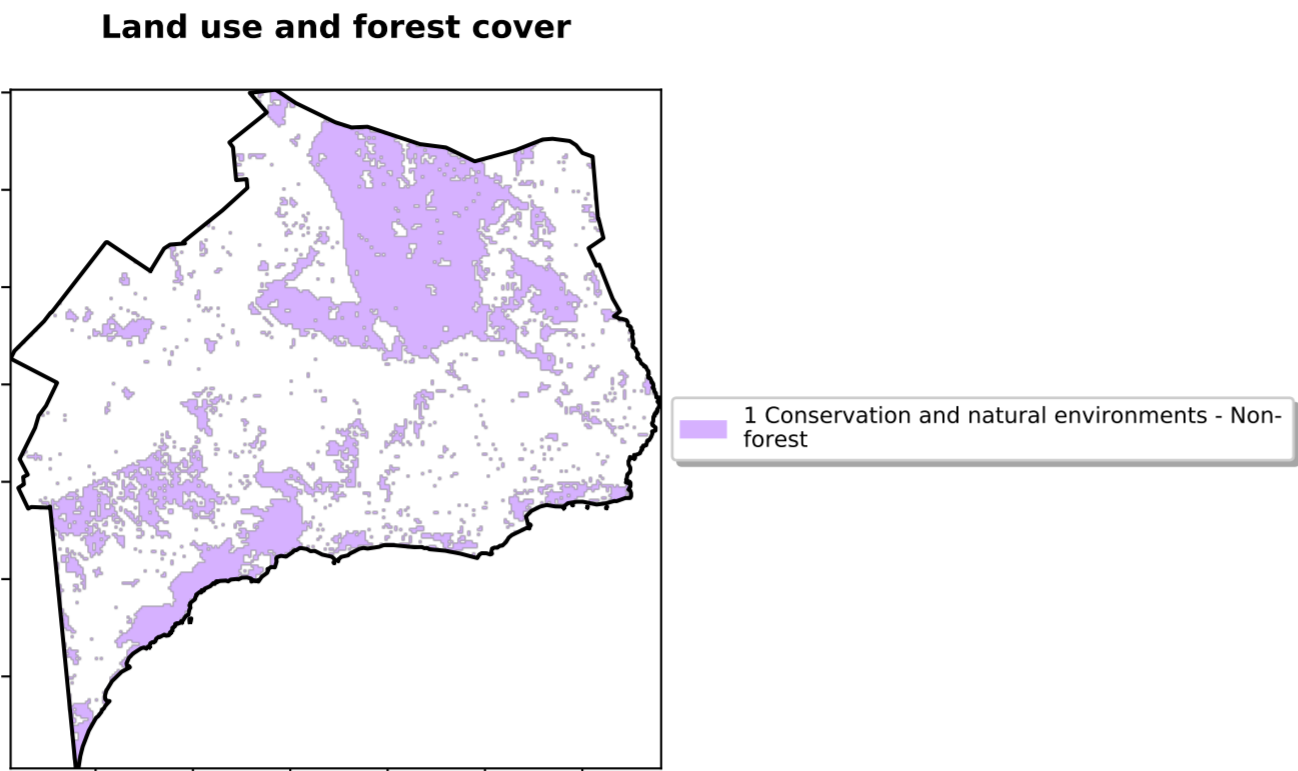 Land use and forest cover
1 Conservation and natural environments - Non-
forest